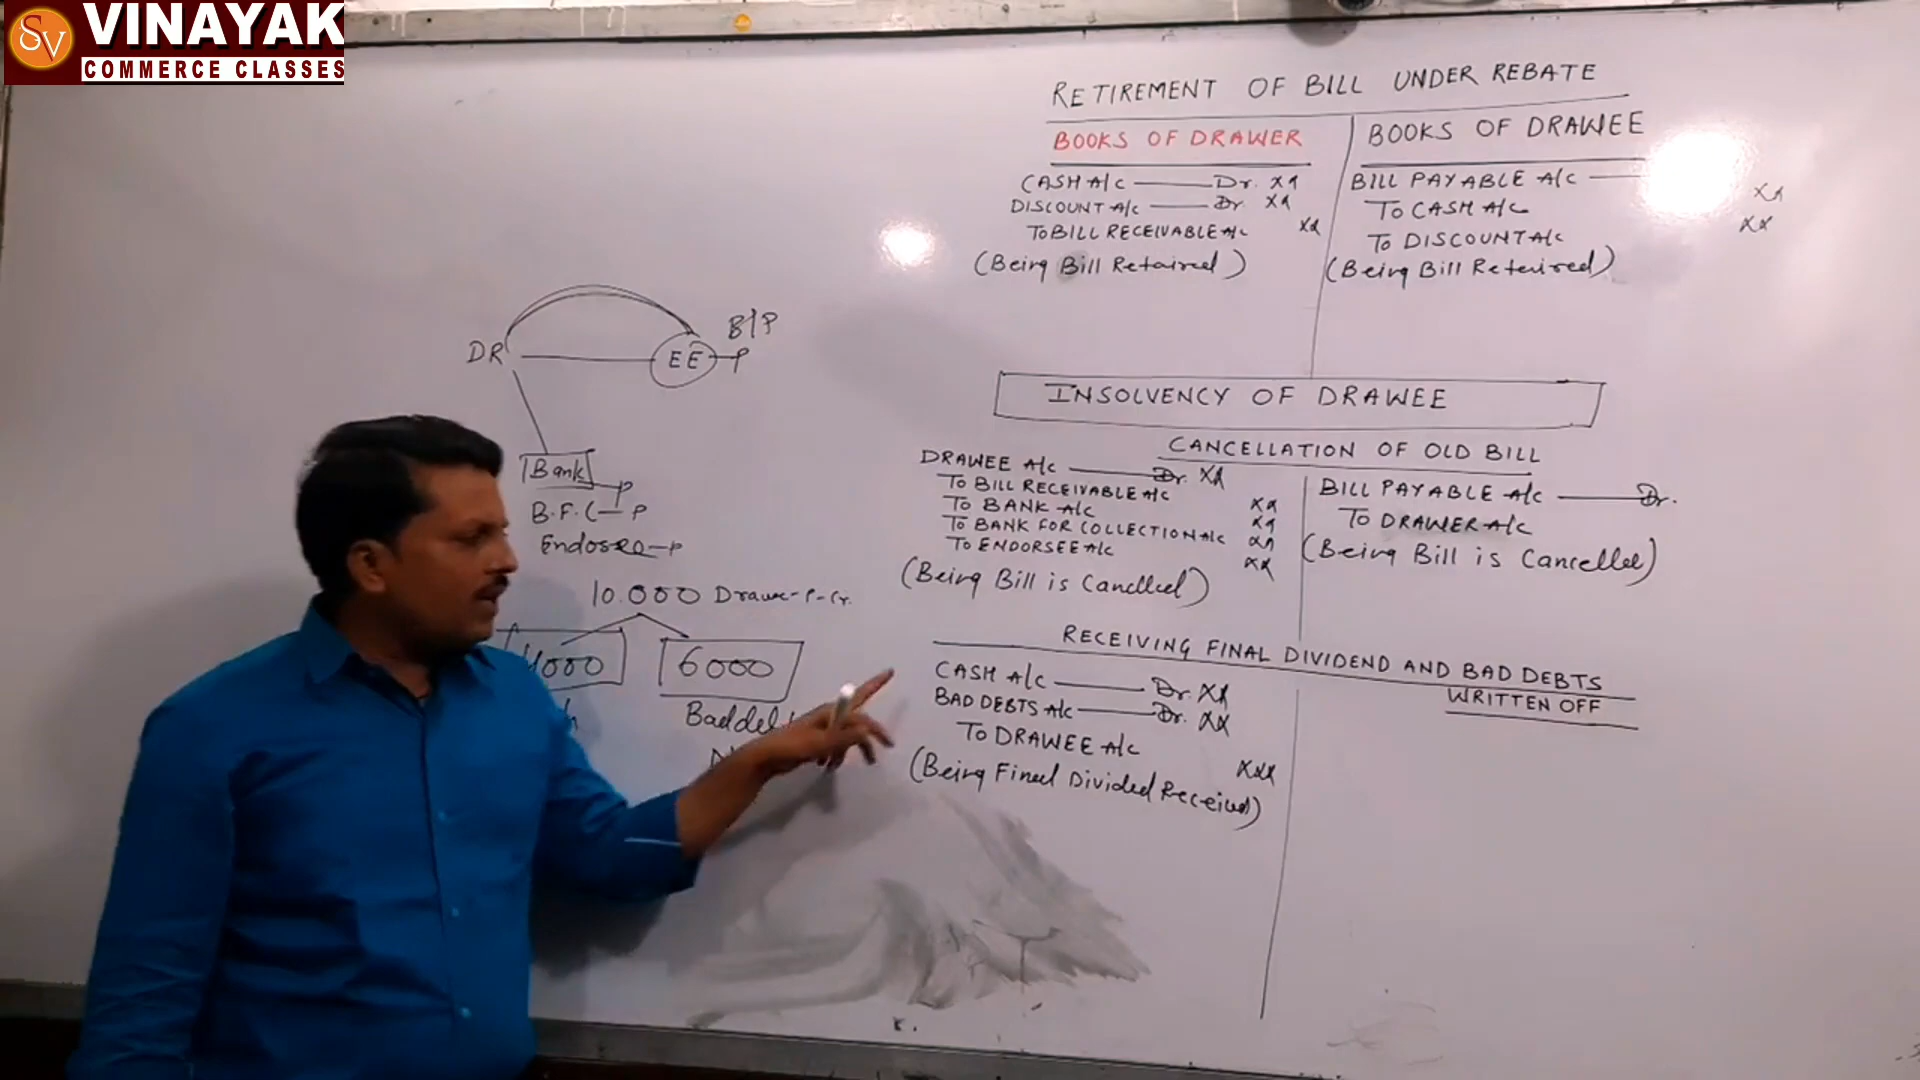 SV
VINAYAK
COMMERCE CLASSES
RETIREMENT OF BILL UNDER REBATE
BOOKS OF DRAWER
CASH A/c ——— Dr. XX
DISCOUNT A/c ——— Dr XX
TO BILL RECEIVABLE A/c XX
(Being Bill Retaired)
BOOKS OF DRAWEE
BILL PAYABLE A/c ———
TO CASH A/c XX
TO DISCOUNT A/c XX
(Being Bill Reteired)
DR
EE
B/P
P
Bank P
B.F.C — P
Endosee — P
10.000
4000
6000
INSOLVENCY OF DRAWEE
CANCELLATION OF OLD BILL
DRAWEE A/c ——— Dr. XX
TO BILL RECEIVABLE A/c XX
TO BANK A/c XX
TO BANK FOR COLLECTION A/c XX
TO ENDORSEE A/c XX
(Being Bill is Cancelled)
BILL PAYABLE A/c ——— Dr.
TO DRAWER A/c
(Being Bill is Cancelled)
RECEIVING FINAL DIVIDEND AND BAD DEBTS
WRITTEN OFF
CASH A/c ——— Dr. XX
BAD DEBTS A/c ——— Dr. XX
TO DRAWEE A/c XXX
(Being Final Divided Received)